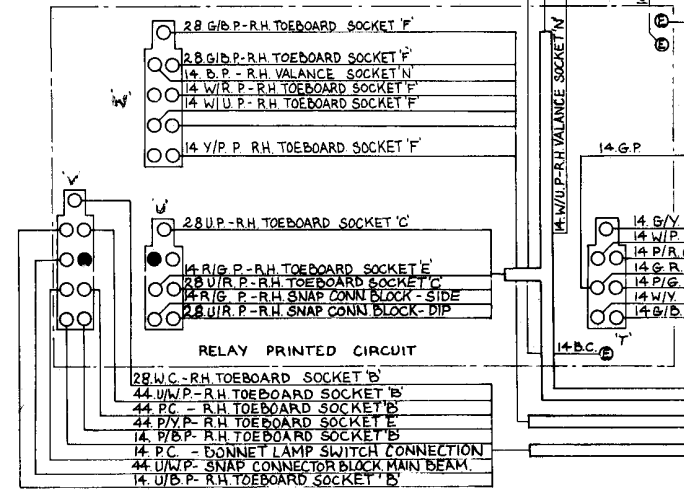 28 G/B.P-R.H. TOEBOARD SOCKET 'F'
28.G/B.P.-R.H. TOEBOARD SOCKET 'F'
14. B.P. - R.H. VALANCE SOCKET 'N'
14 W/R.P.-R.H. TOEBOARD SOCKET 'F'
14 W/U.P-R.H. TOEBOARD SOCKET 'F'
'W'
14 Y/P. P. R.H. TOEBOARD. SOCKET 'F'
14.W/U.P-R.H. VALANCE SOCKET 'N'
14.G.P.
'V'
'U'
28 U.P.-R.H. TOEBOARD SOCKET 'C'
14 R/G P.-R.H. TOEBOARD SOCKET 'E'
28 U/R.P.-R.H. TOEBOARD SOCKET 'C'
14 R/G P.-R.H. SNAP CONN. BLOCK-SIDE
28.U/R.P.-R.H. SNAP CONN. BLOCK-DIP
14. G/Y.
14 W/P.
14 P/R.
14 G.R.
14 P/G.
14 W/Y.
14 G/B.
'T'
RELAY PRINTED CIRCUIT
14 B.C. E
28.W.C.-R.H. TOEBOARD SOCKET 'B'
44. U/W.P.-R.H. TOEBOARD SOCKET 'B'
44. P.C. - R.H. TOEBOARD SOCKET 'B'
44 P/Y.P- R.H. TOEBOARD SOCKET 'E'
14. P/B.P- R.H. TOEBOARD SOCKET 'B'
14. P.C. - BONNET LAMP SWITCH CONNECTION
44. U/W.P- SNAP CONNECTOR BLOCK MAIN BEAM.
14. U/B.P- R.H. TOEBOARD SOCKET 'B'